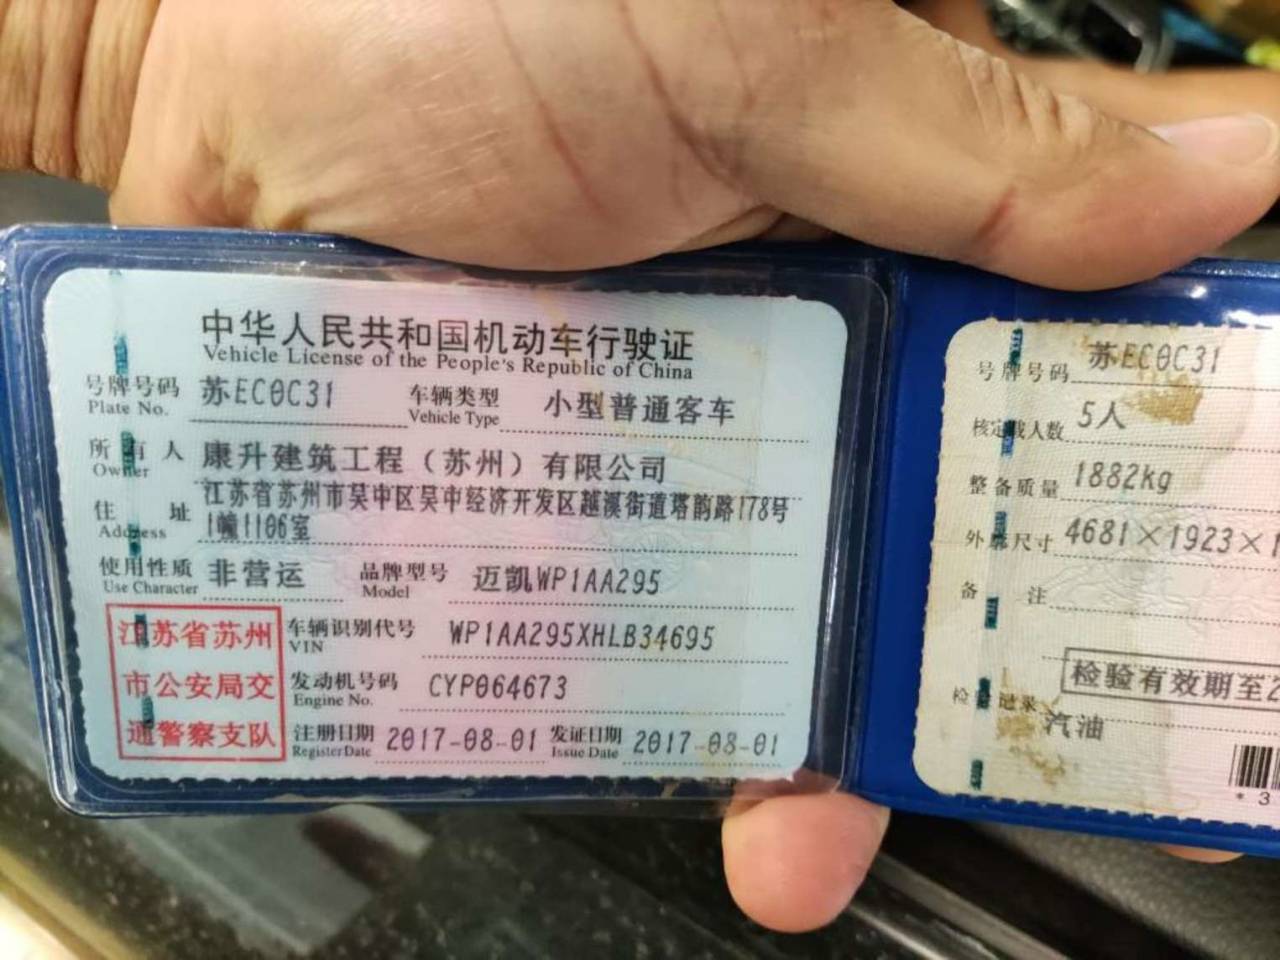 中华人民共和国机动车行驶证
Vehicle License of the People's Republic of China
号牌号码 苏EC0C31 车辆类型 小型普通客车
Plate No. Vehicle Type
所有人 康升建筑工程（苏州）有限公司
Owner
住址 江苏省苏州市吴中区吴中经济开发区越溪街道塔韵路178号
Address 1幢1106室
使用性质 非营运 品牌型号 迈凯WP1AA295
Use Character Model
江苏省苏州
市公安局交
通警察支队
车辆识别代号 WP1AA295XHLB34695
VIN
发动机号码 CYP064673
Engine No.
注册日期 2017-08-01 发证日期 2017-08-01
Register Date Issue Date
号牌号码 苏EC0C31
核定载人数 5人
整备质量 1882kg
外廓尺寸 4681×1923×1
备注
检验有效期至2
检验记录
汽油
*3